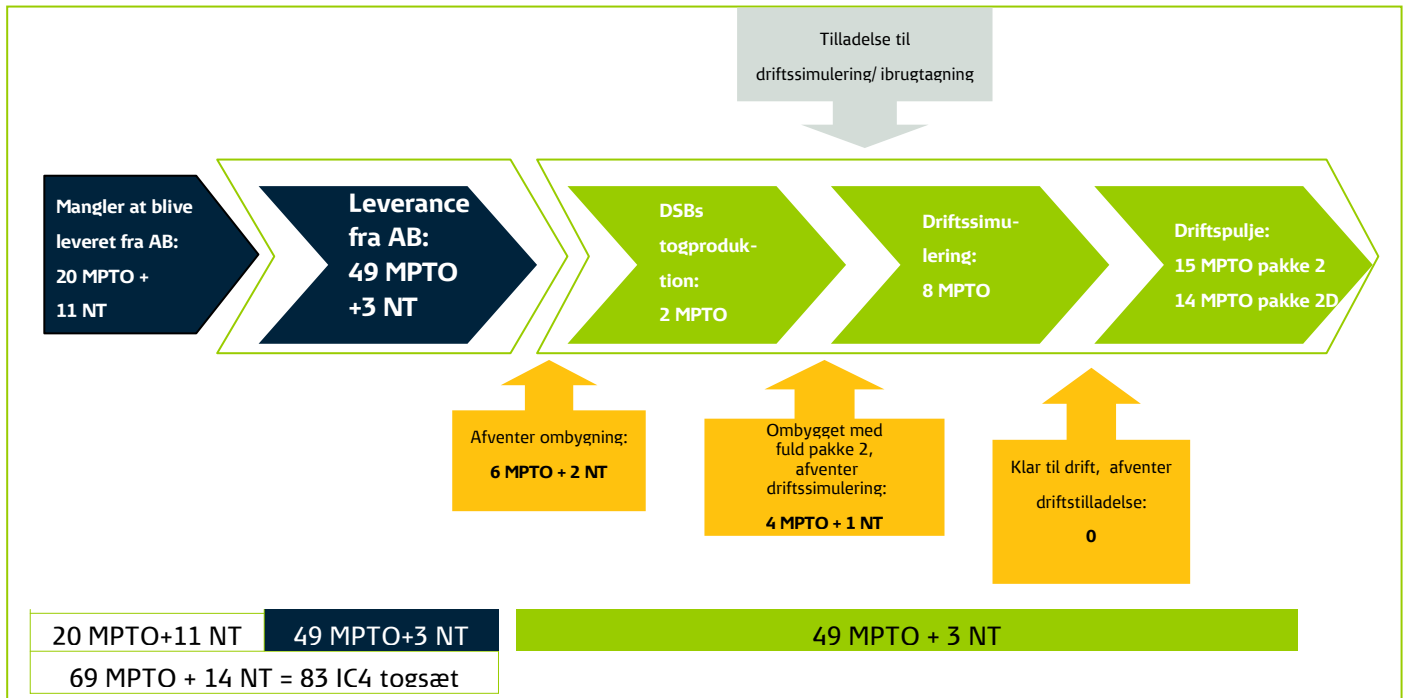 Tilladelse til
driftssimulering/ ibrugtagning
Mangler at blive
leveret fra AB:
20 MPTO +
11 NT
Leverance
fra AB:
49 MPTO
+3 NT
DSBs
togproduk-
tion:
2 MPTO
Driftssimu-
lering:
8 MPTO
Driftspulje:
15 MPTO pakke 2
14 MPTO pakke 2D
Afventer ombygning:
6 MPTO + 2 NT
Ombygget med
fuld pakke 2,
afventer
driftssimulering:
4 MPTO + 1 NT
Klar til drift, afventer
driftstilladelse:
0
20 MPTO+11 NT
49 MPTO+3 NT
49 MPTO + 3 NT
69 MPTO + 14 NT = 83 IC4 togsæt